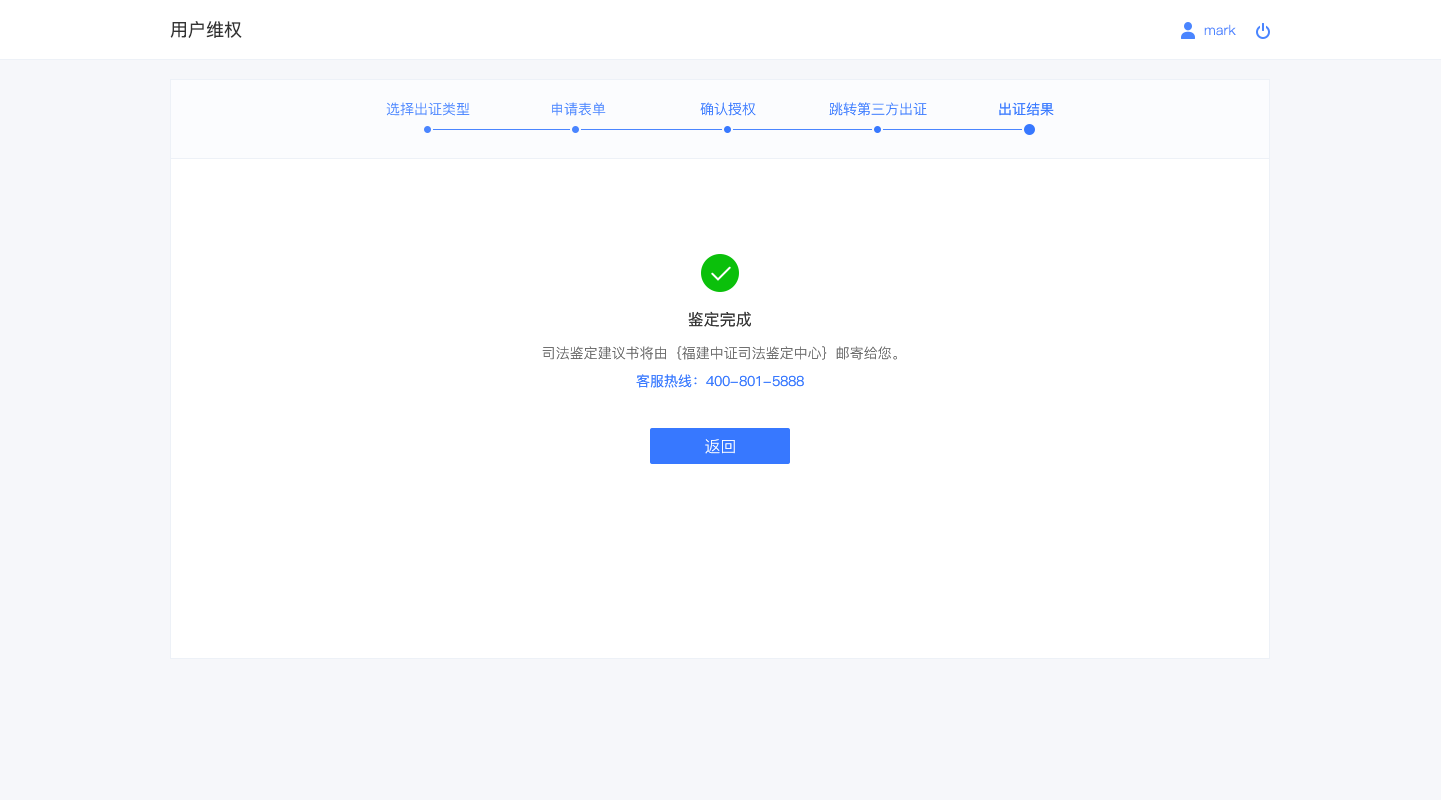 用户维权
mark
选择出证类型
申请表单
确认授权
跳转第三方出证
出证结果
鉴定完成
司法鉴定建议书将由｛福建中证司法鉴定中心｝邮寄给您。
客服热线：400-801-5888
返回